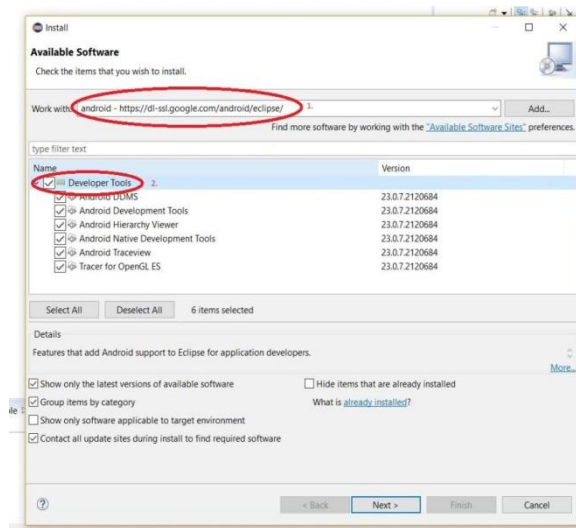 Install
Available Software
Check the items that you wish to install.
Work with: android - https://dl-ssl.google.com/android/eclipse/ 1. Add...
Find more software by working with the "Available Software Sites" preferences.
type filter text
Name Version
Developer Tools 2.
Android DDMS 23.0.7.2120684
Android Development Tools 23.0.7.2120684
Android Hierarchy Viewer 23.0.7.2120684
Android Native Development Tools 23.0.7.2120684
Android Traceview 23.0.7.2120684
Tracer for OpenGL ES 23.0.7.2120684
Select All Deselect All 6 items selected
Details
Features that add Android support to Eclipse for application developers.
More...
Show only the latest versions of available software Hide items that are already installed
Group items by category What is already installed?
Show only software applicable to target environment
Contact all update sites during install to find required software
? < Back Next > Finish Cancel